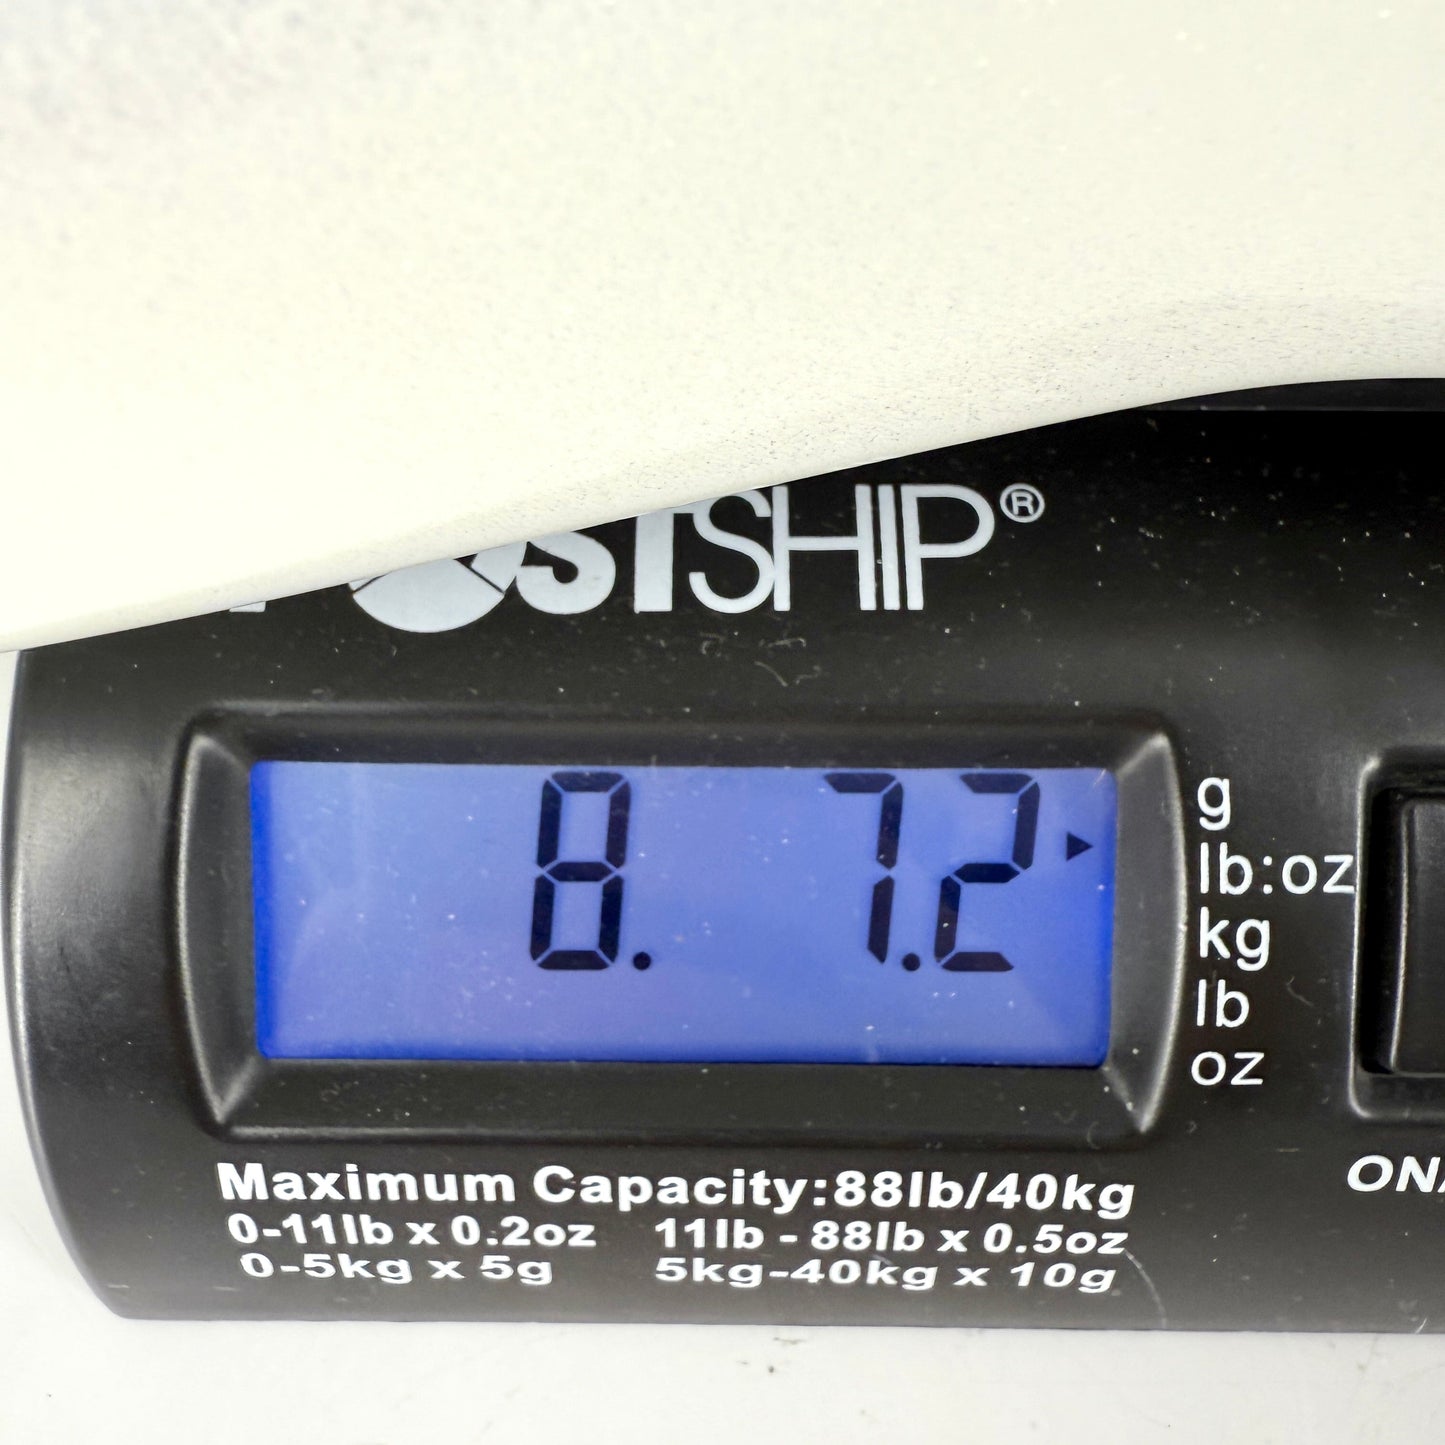 POSTSHIP®
8. 7.2
g
lb:oz
kg
lb
oz
Maximum Capacity:88lb/40kg
0-11lb x 0.2oz 11lb - 88lb x 0.5oz
0-5kg x 5g 5kg-40kg x 10g